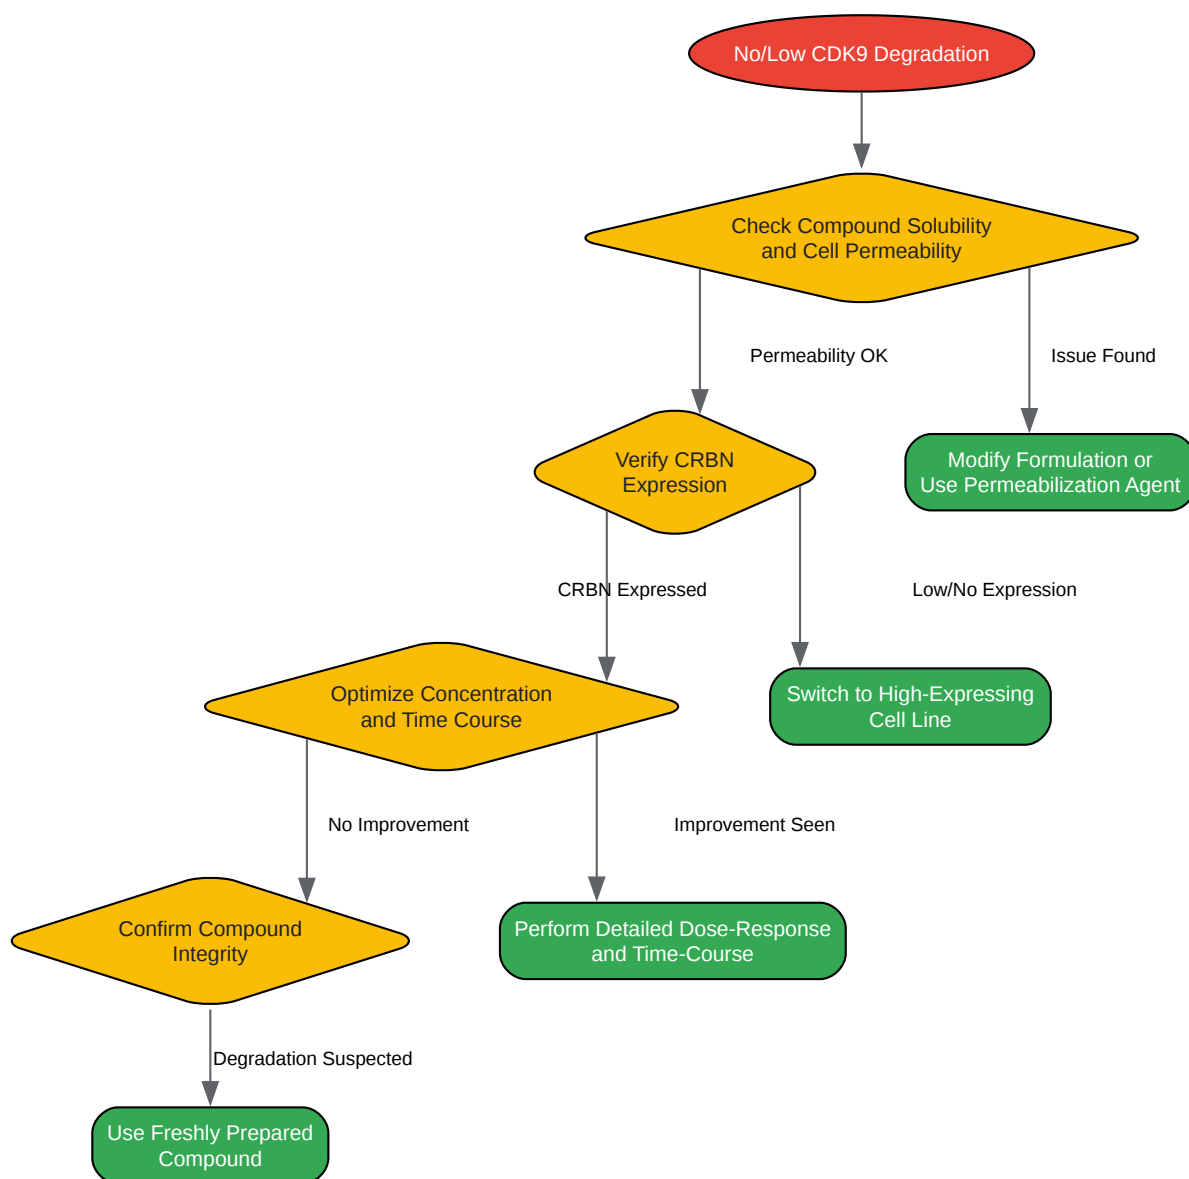 No/Low CDK9 Degradation
Check Compound Solubility
and Cell Permeability
Permeability OK
Issue Found
Verify CRBN
Expression
Modify Formulation or
Use Permeabilization Agent
CRBN Expressed
Low/No Expression
Optimize Concentration
and Time Course
Switch to High-Expressing
Cell Line
No Improvement
Improvement Seen
Confirm Compound
Integrity
Perform Detailed Dose-Response
and Time-Course
Degradation Suspected
Use Freshly Prepared
Compound